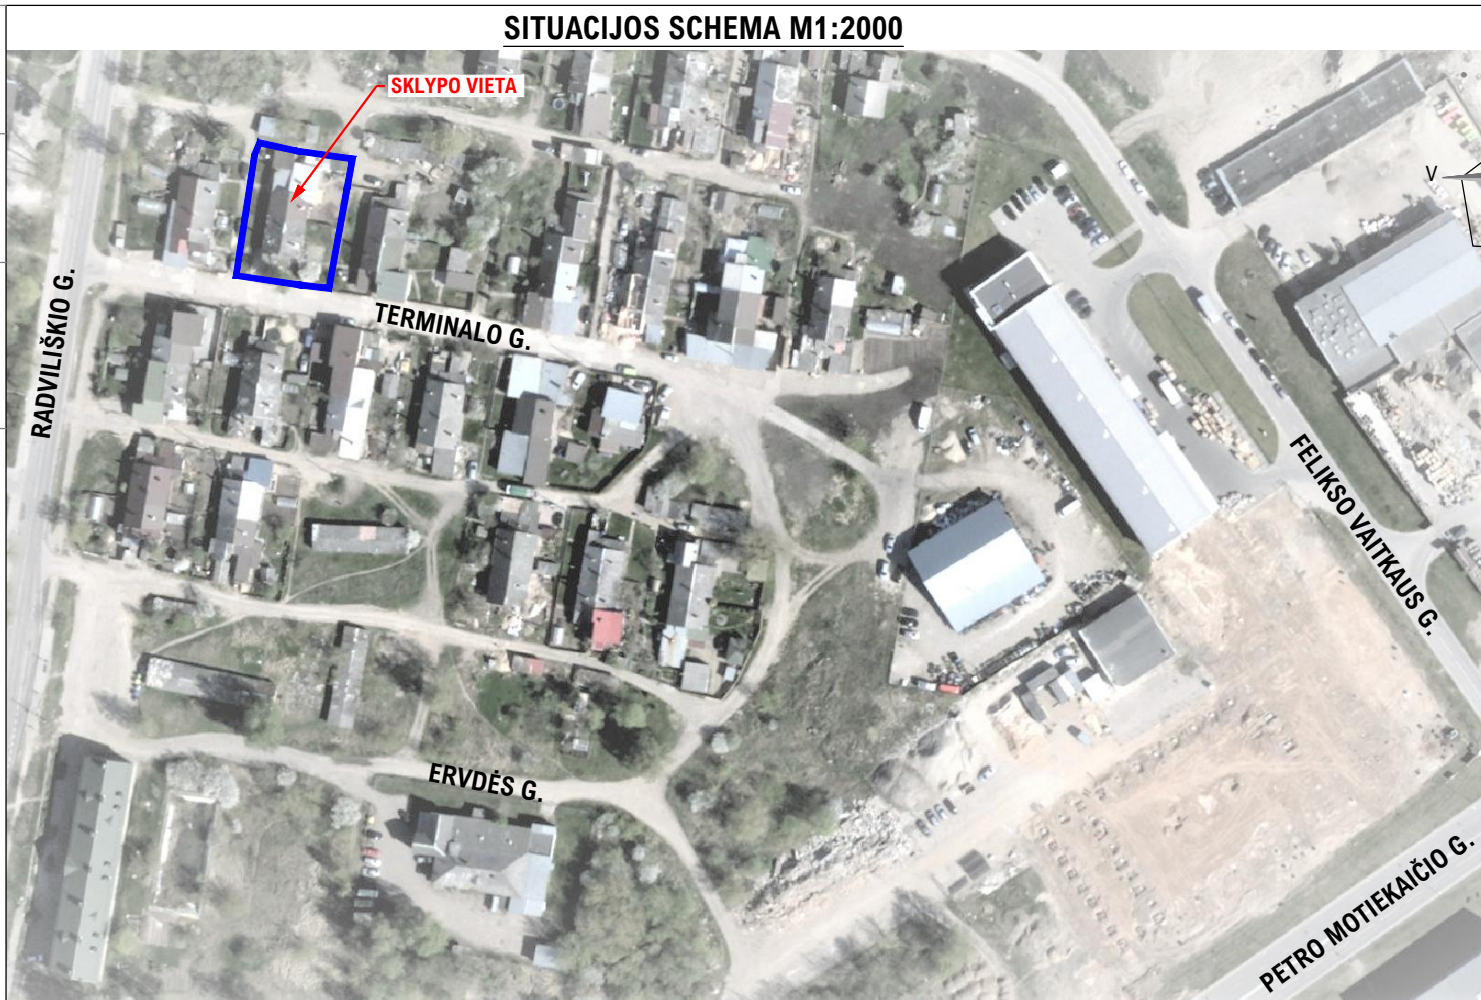 SITUACIJOS SCHEMA M1:2000
SKLYPO VIETA
V
RADVILIŠKIO G.
TERMINALO G.
FELIKSO VAITKAUS G.
ERVDĖS G.
PETRO MOTIEKAIČIO G.